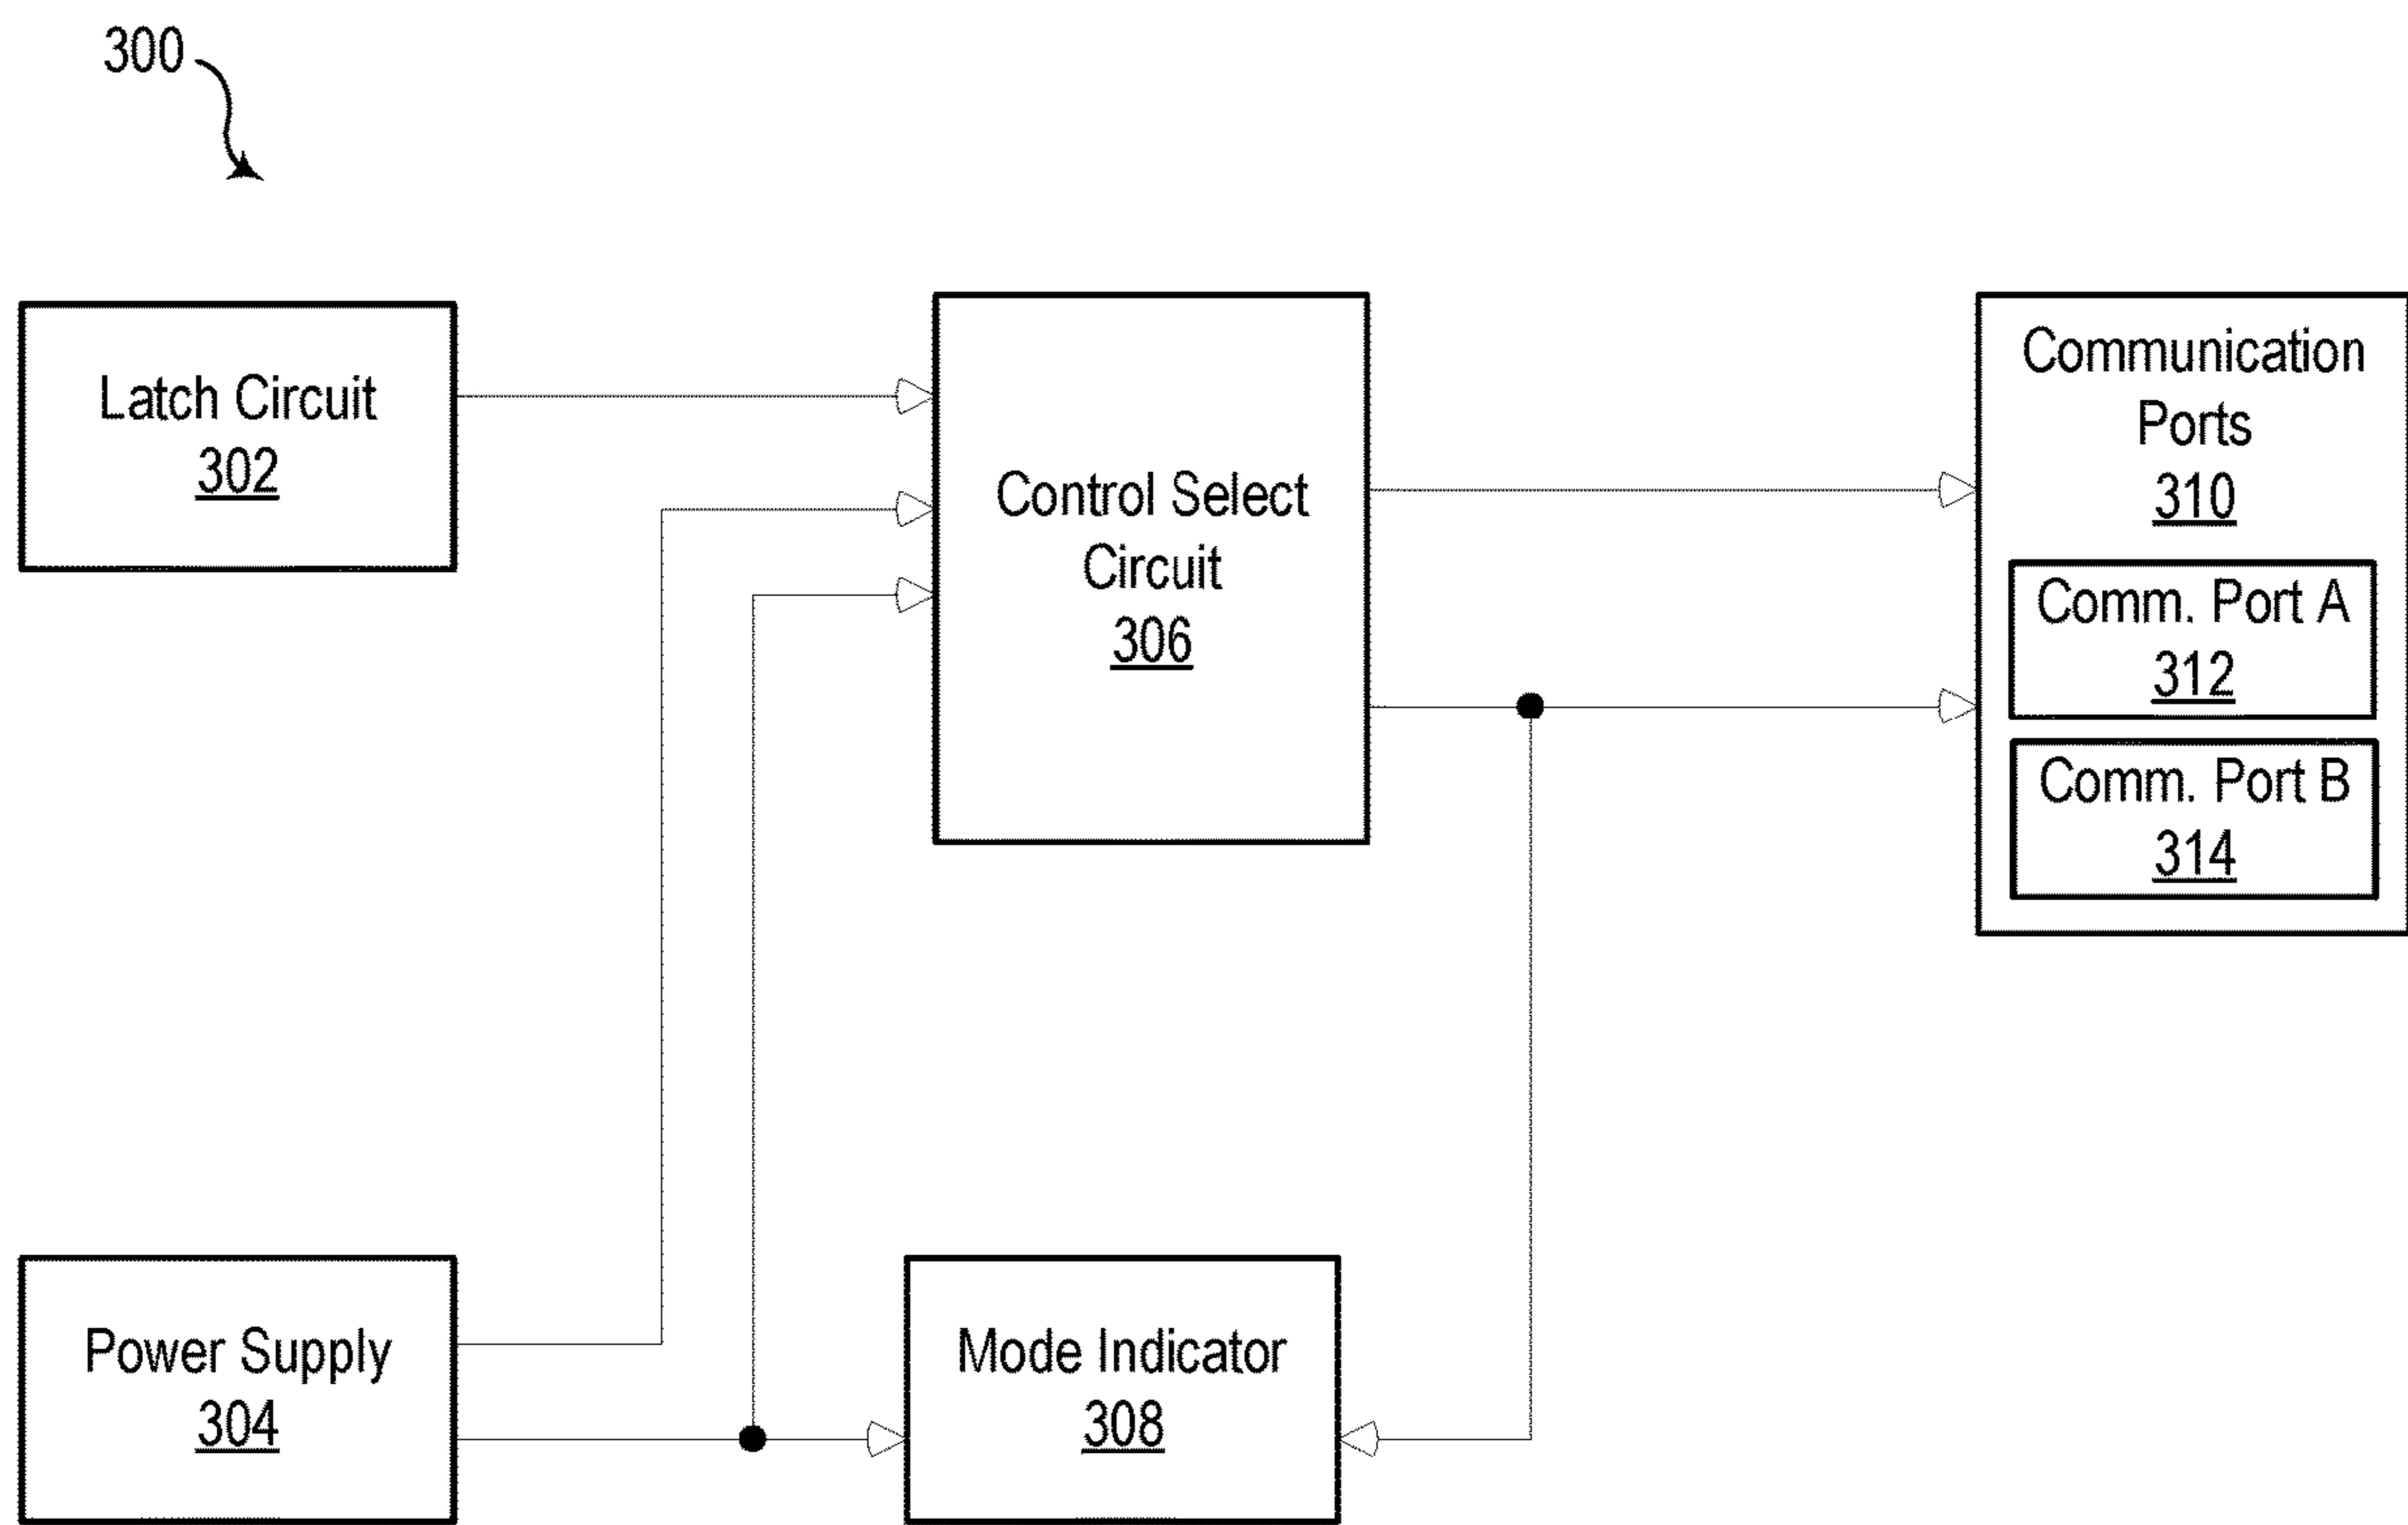 300
Latch Circuit
302
Control Select
Circuit
306
Communication
Ports
310
Comm. Port A
312
Comm. Port B
314
Power Supply
304
Mode Indicator
308